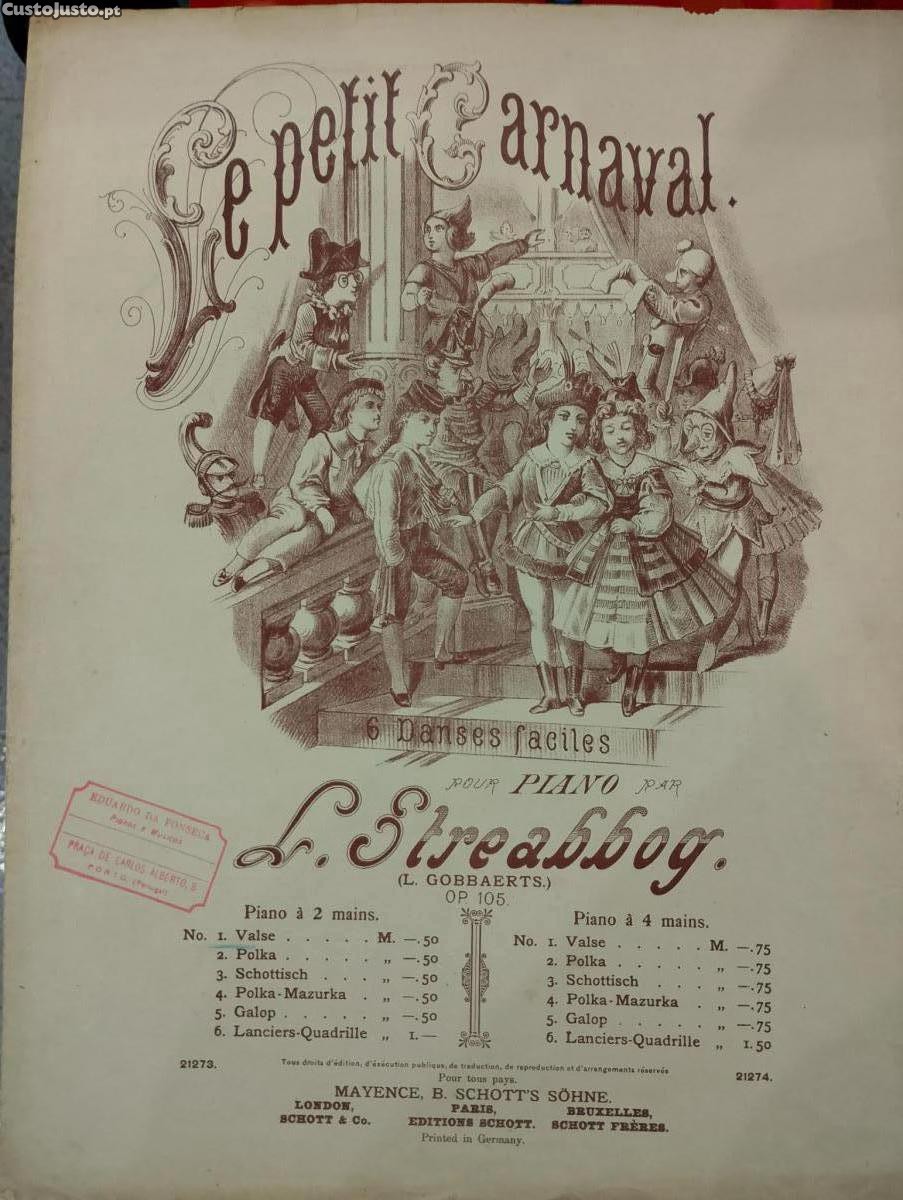 CustoJusto.pt
Le petit Carnaval.
6 Danses faciles
POUR PIANO PAR
L. Streabbog.
(L. GOBBAERTS.)
OP. 105.
EDUARDO DA FONSECA
Pianos e Musicas
PRAÇA DE CARLOS ALBERTO, 8
PORTO (Portugal)
Piano à 2 mains.
No. 1. Valse . . . . . M. —.50
2. Polka . . . . . „ —.50
3. Schottisch . . . „ —.50
4. Polka-Mazurka . „ —.50
5. Galop . . . . . „ —.50
6. Lanciers-Quadrille „ 1.—
Piano à 4 mains.
No. 1. Valse . . . . . M. —.75
2. Polka . . . . . „ —.75
3. Schottisch . . . „ —.75
4. Polka-Mazurka . „ —.75
5. Galop . . . . . „ —.75
6. Lanciers-Quadrille „ 1.50
21273.
Tous droits d'édition, d'éxécution publique, de traduction, de reproduction et d'arrangements réservés
21274.
Pour tous pays.
MAYENCE, B. SCHOTT'S SÖHNE.
LONDON, PARIS, BRUXELLES,
SCHOTT & Co. EDITIONS SCHOTT. SCHOTT FRÈRES.
Printed in Germany.